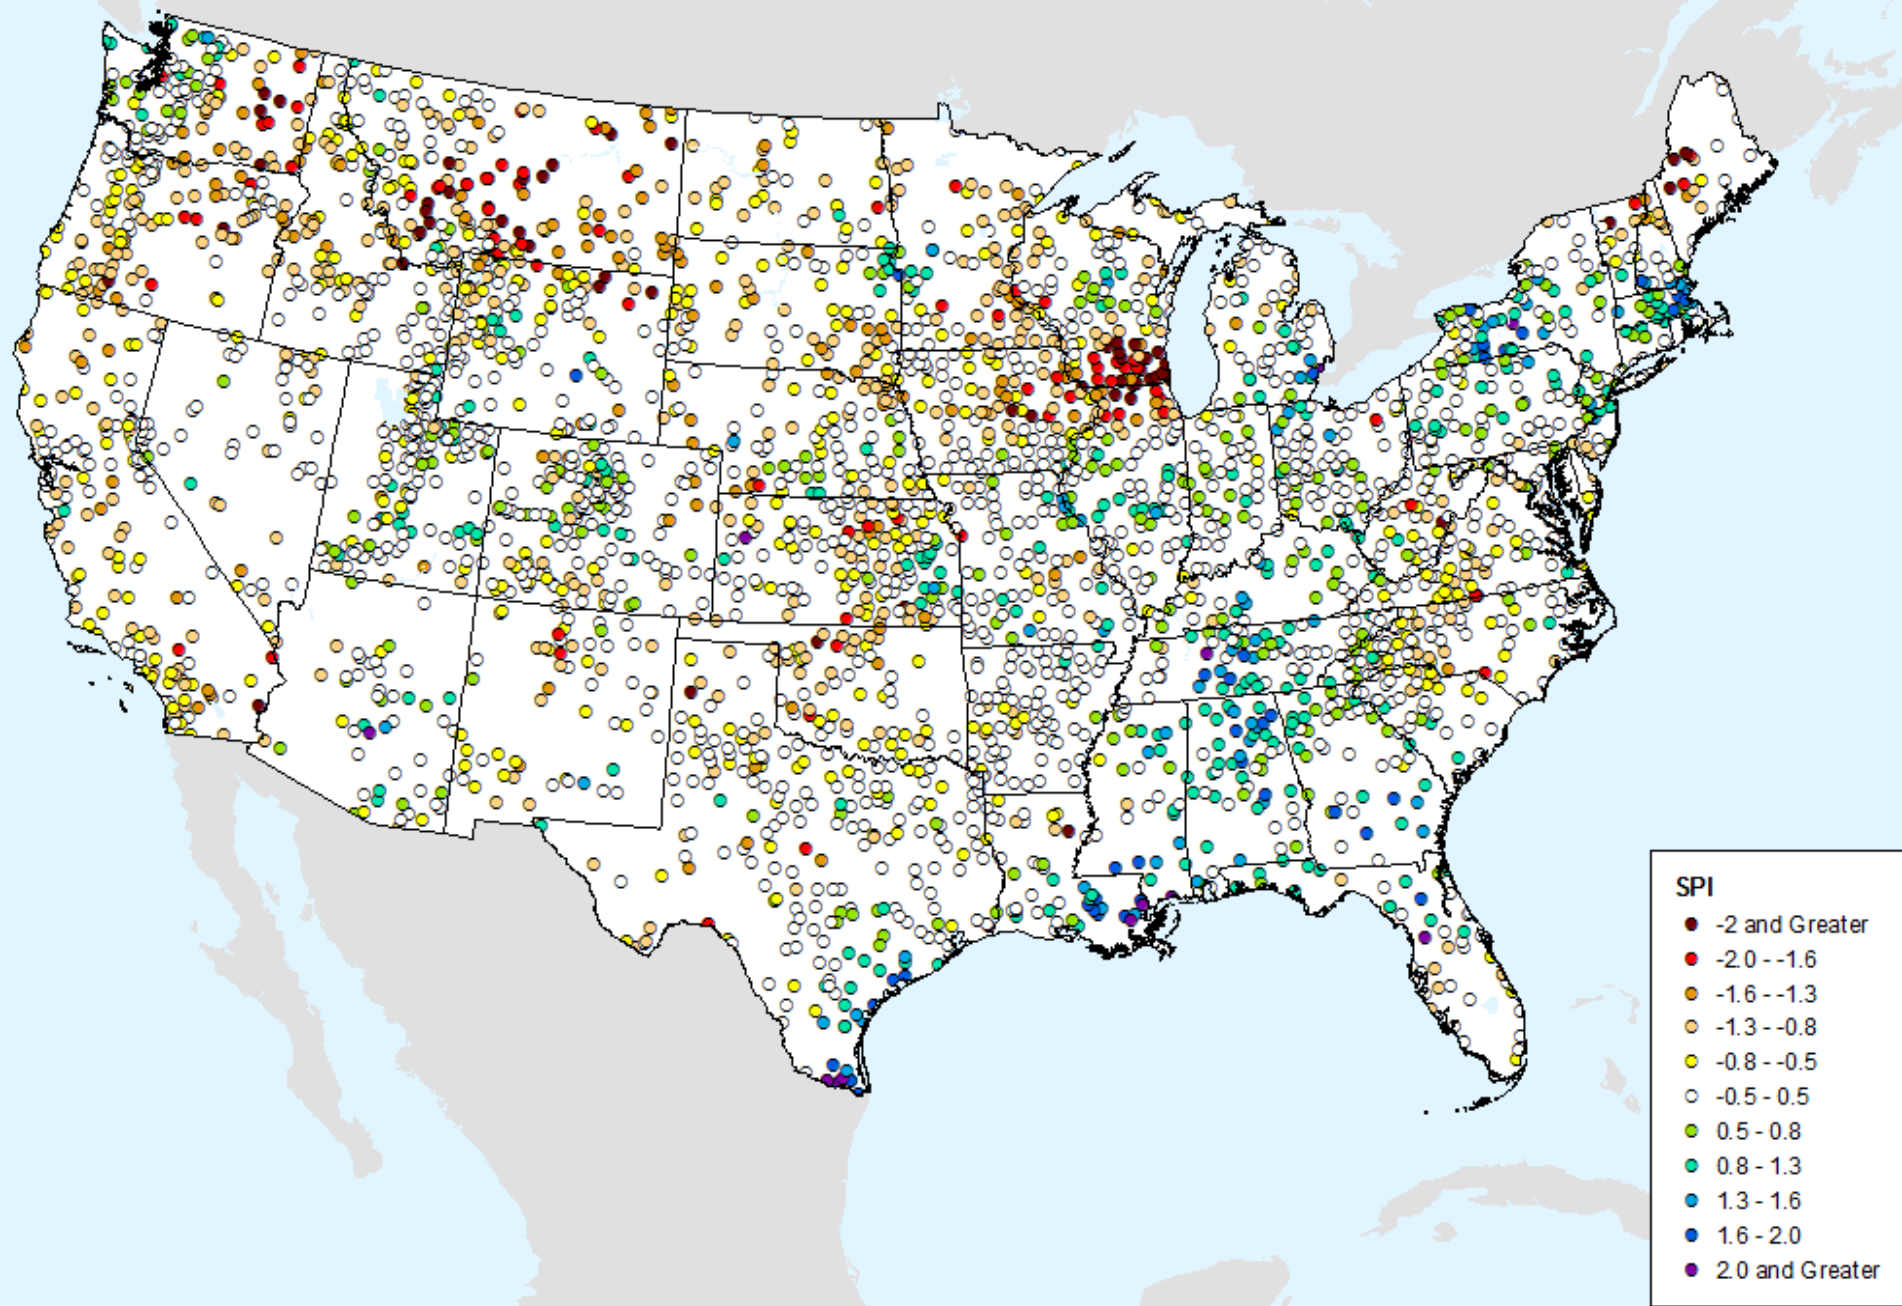 SPI
-2 and Greater
-2.0 - -1.6
-1.6 - -1.3
-1.3 - -0.8
-0.8 - -0.5
-0.5 - 0.5
0.5 - 0.8
0.8 - 1.3
1.3 - 1.6
1.6 - 2.0
2.0 and Greater